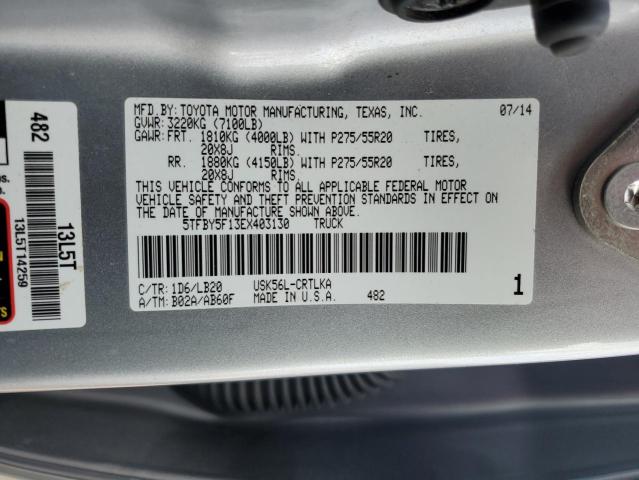 MFD.BY:TOYOTA MOTOR MANUFACTURING, TEXAS, INC. 07/14
GVWR: 3220KG (7100LB)
GAWR:FRT. 1810KG (4000LB) WITH P275/55R20 TIRES,
20X8J RIMS.
RR. 1880KG (4150LB) WITH P275/55R20 TIRES,
20X8J RIMS.
THIS VEHICLE CONFORMS TO ALL APPLICABLE FEDERAL MOTOR
VEHICLE SAFETY AND THEFT PREVENTION STANDARDS IN EFFECT ON
THE DATE OF MANUFACTURE SHOWN ABOVE.
5TFBY5F13EX403130 TRUCK
C/TR: 1D6/LB20 USK56L-CRTLKA
A/TM: B02A/AB60F MADE IN U.S.A. 482
1
482
13L5T
13L5T14259